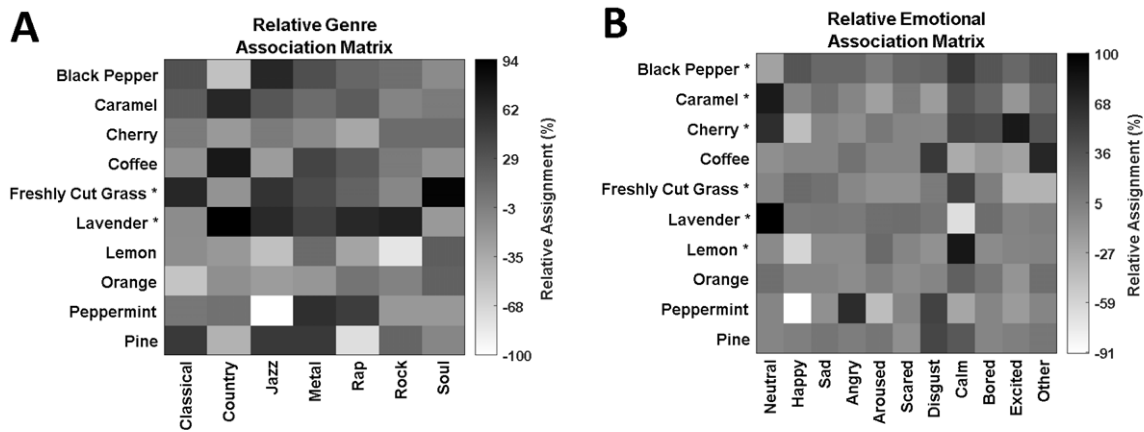 A
Relative Genre
Association Matrix
Black Pepper
Caramel
Cherry
Coffee
Freshly Cut Grass *
Lavender *
Lemon
Orange
Peppermint
Pine
Classical
Country
Jazz
Metal
Rap
Rock
Soul
94
62
29
-3
-35
-68
-100
Relative Assignment (%)
B
Relative Emotional
Association Matrix
Black Pepper *
Caramel *
Cherry *
Coffee
Freshly Cut Grass *
Lavender *
Lemon *
Orange
Peppermint
Pine
Neutral
Happy
Sad
Angry
Aroused
Scared
Disgust
Calm
Bored
Excited
Other
100
68
36
5
-27
-59
-91
Relative Assignment (%)